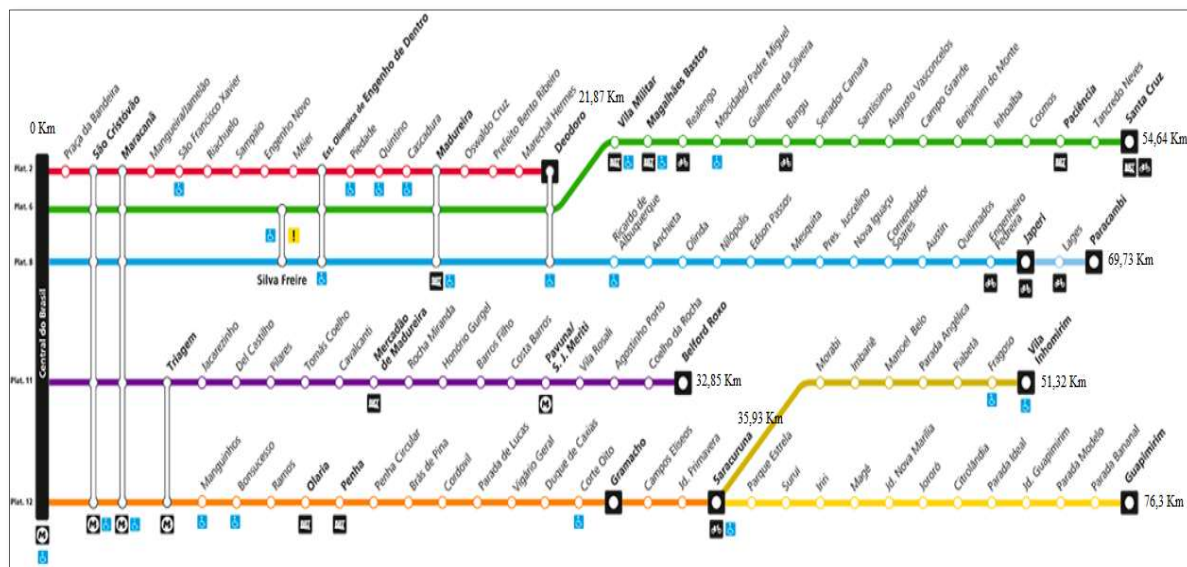 0 Km
Praça da Bandeira
São Cristóvão
Maracanã
Mangueira/Jamelão
São Francisco Xavier
Riachuelo
Sampaio
Engenho Novo
Méier
Est. Olímpica de Engenho de Dentro
Piedade
Quintino
Cascadura
Madureira
Oswaldo Cruz
Prefeito Bento Ribeiro
Marechal Hermes
Deodoro
21,87 Km
Vila Militar
Magalhães Bastos
Realengo
Mocidade/ Padre Miguel
Guilherme da Silveira
Bangu
Senador Camará
Santíssimo
Augusto Vasconcelos
Campo Grande
Benjamim do Monte
Inhoaíba
Cosmos
Paciência
Tancredo Neves
Santa Cruz
54,64 Km
Central do Brasil
Plat. 2
Plat. 6
Plat. 8
Plat. 11
Plat. 12
Silva Freire
Ricardo de
Albuquerque
Anchieta
Olinda
Nilópolis
Edson Passos
Mesquita
Pres. Juscelino
Nova Iguaçu
Comendador
Soares
Austin
Queimados
Engenheiro
Pedreira
Japeri
Lages
Paracambi
69,73 Km
Triagem
Jacarezinho
Del Castilho
Pilares
Tomás Coelho
Cavalcanti
Mercadão
de Madureira
Rocha Miranda
Honório Gurgel
Barros Filho
Costa Barros
Pavuna/
S. J. Meriti
Vila Rosali
Agostinho Porto
Coelho da Rocha
Belford Roxo
32,85 Km
Morabi
Imbariê
Manoel Belo
Parada Angélica
Piabetá
Fragoso
Vila
Inhomirim
51,32 Km
35,93 Km
Manguinhos
Bonsucesso
Ramos
Olaria
Penha
Penha Circular
Brás de Pina
Cordovil
Parada de Lucas
Vigário Geral
Duque de Caxias
Corte Oito
Gramacho
Campos Elíseos
Jd. Primavera
Saracuruna
Parque Estrela
Suruí
Iriri
Magé
Jd. Nova Marília
Jororó
Citrolândia
Parada Ideal
Jd. Guapimirim
Parada Modelo
Parada Bananal
Guapimirim
76,3 Km